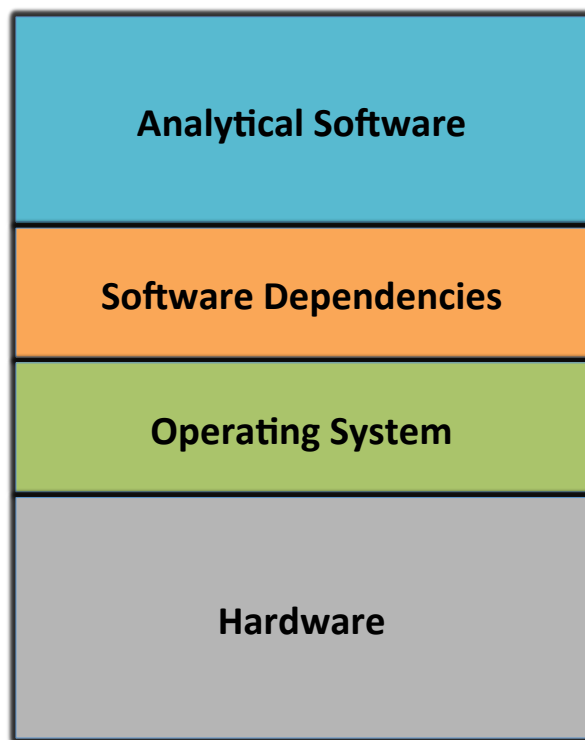 Analytical Software
Software Dependencies
Operating System
Hardware